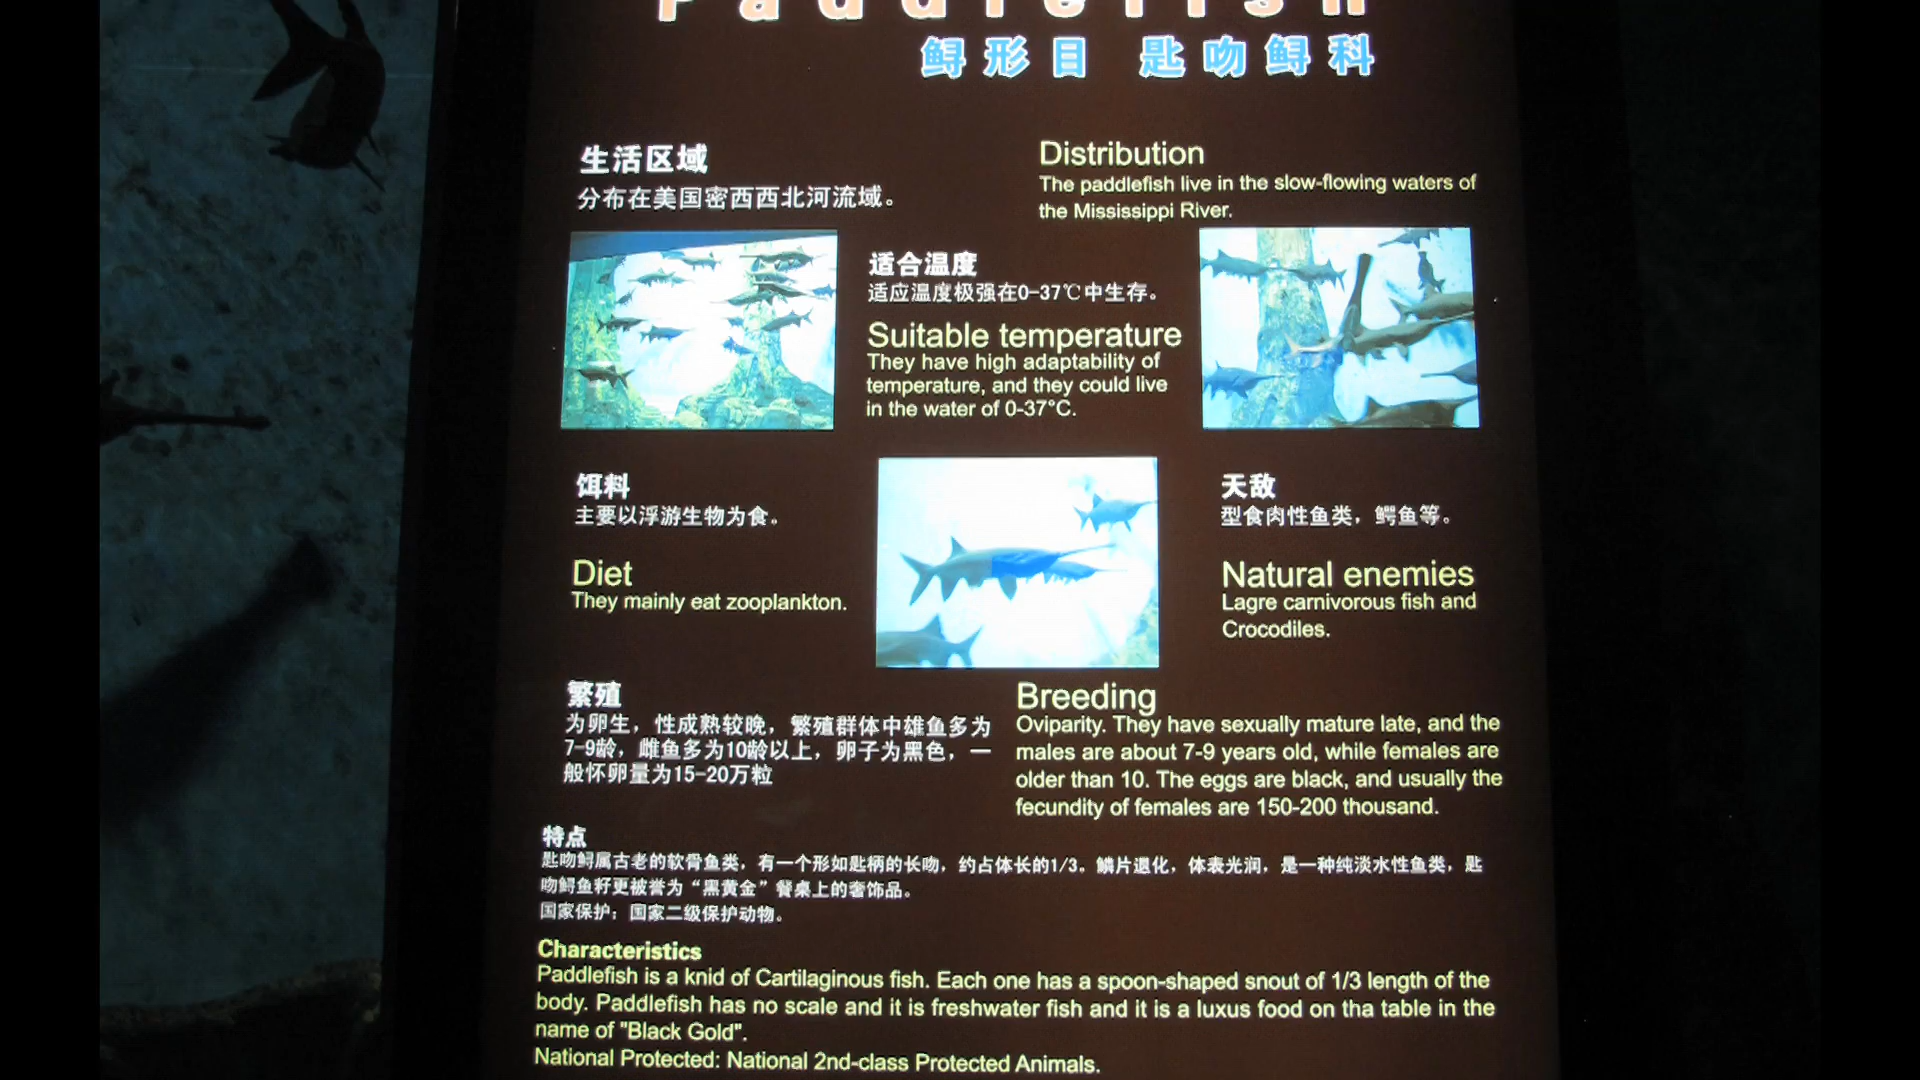 Paddlefish
鲟形目 匙吻鲟科
生活区域
分布在美国密西西北河流域。
Distribution
The paddlefish live in the slow-flowing waters of
the Mississippi River.
适合温度
适应温度极强在0-37℃中生存。
Suitable temperature
They have high adaptability of
temperature, and they could live
in the water of 0-37°C.
饵料
主要以浮游生物为食。
Diet
They mainly eat zooplankton.
天敌
型食肉性鱼类，鳄鱼等。
Natural enemies
Lagre carnivorous fish and
Crocodiles.
繁殖
为卵生，性成熟较晚，繁殖群体中雄鱼多为
7-9龄，雌鱼多为10龄以上，卵子为黑色，一
般怀卵量为15-20万粒
Breeding
Oviparity. They have sexually mature late, and the
males are about 7-9 years old, while females are
older than 10. The eggs are black, and usually the
fecundity of females are 150-200 thousand.
特点
匙吻鲟属古老的软骨鱼类，有一个形如匙柄的长吻，约占体长的1/3。鳞片退化，体表光润，是一种纯淡水性鱼类，匙
吻鲟鱼籽更被誉为“黑黄金”餐桌上的奢饰品。
国家保护：国家二级保护动物。
Characteristics
Paddlefish is a knid of Cartilaginous fish. Each one has a spoon-shaped snout of 1/3 length of the
body. Paddlefish has no scale and it is freshwater fish and it is a luxus food on tha table in the
name of "Black Gold".
National Protected: National 2nd-class Protected Animals.